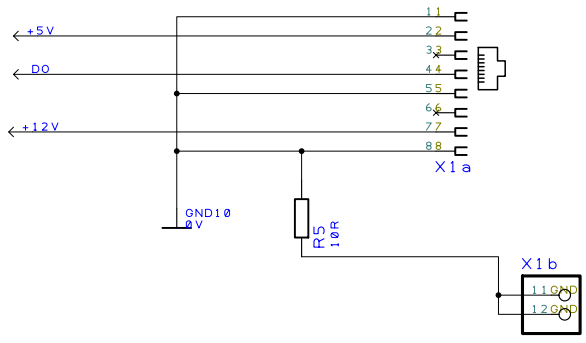 1 1
+5V 2 2
3 3
DO 4 4
5 5
6 6
+12V 7 7
8 8
X1a
GND10
0V
R5
10R
X1b
11 GND
12 GND